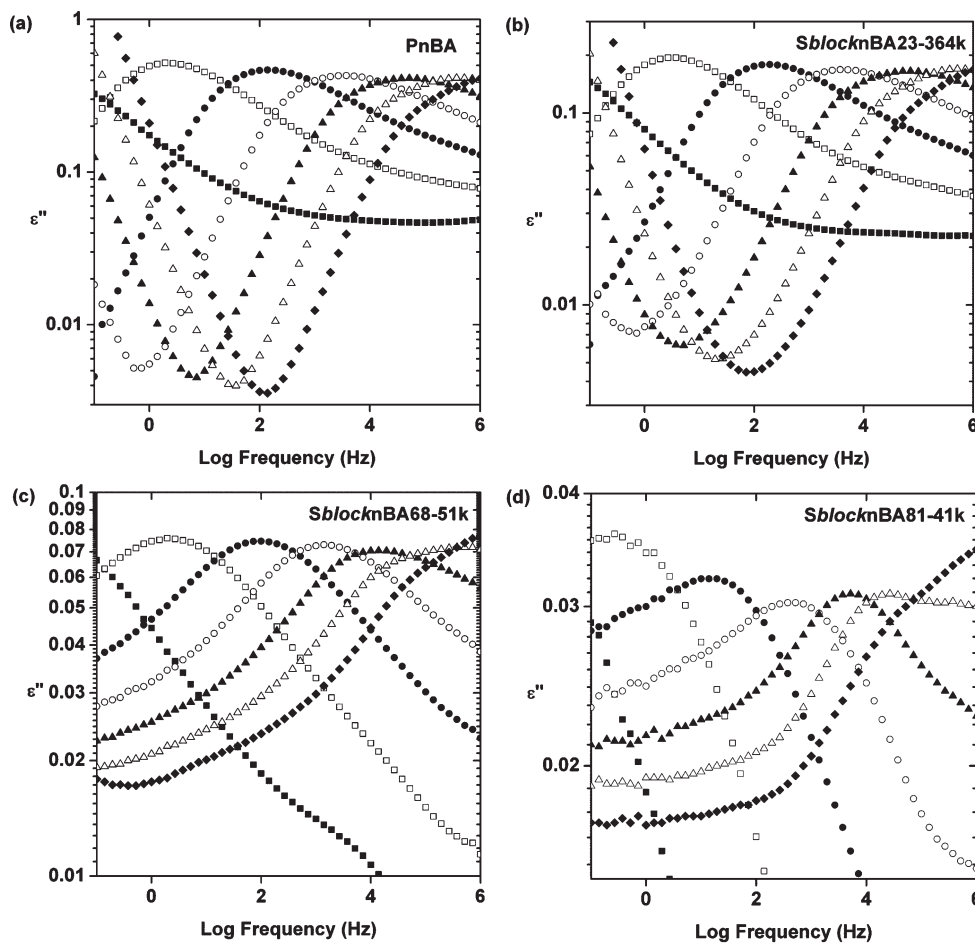 (a)
PnBA
1
0.1
0.01
ε"
0 2 4 6
Log Frequency (Hz)
(b)
SblocknBA23-364k
0.1
0.01
ε"
0 2 4 6
Log Frequency (Hz)
(c)
SblocknBA68-51k
0.1
0.09
0.08
0.07
0.06
0.05
0.04
0.03
0.02
0.01
ε"
0 2 4 6
Log Frequency (Hz)
(d)
SblocknBA81-41k
0.04
0.03
0.02
ε"
0 2 4 6
Log Frequency (Hz)